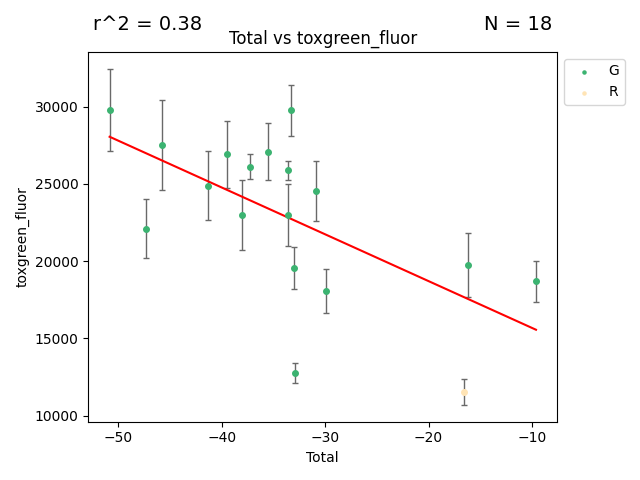 r^2 = 0.38
N = 18
Total vs toxgreen_fluor
G
R
30000
25000
20000
15000
10000
toxgreen_fluor
−50
−40
−30
−20
−10
Total